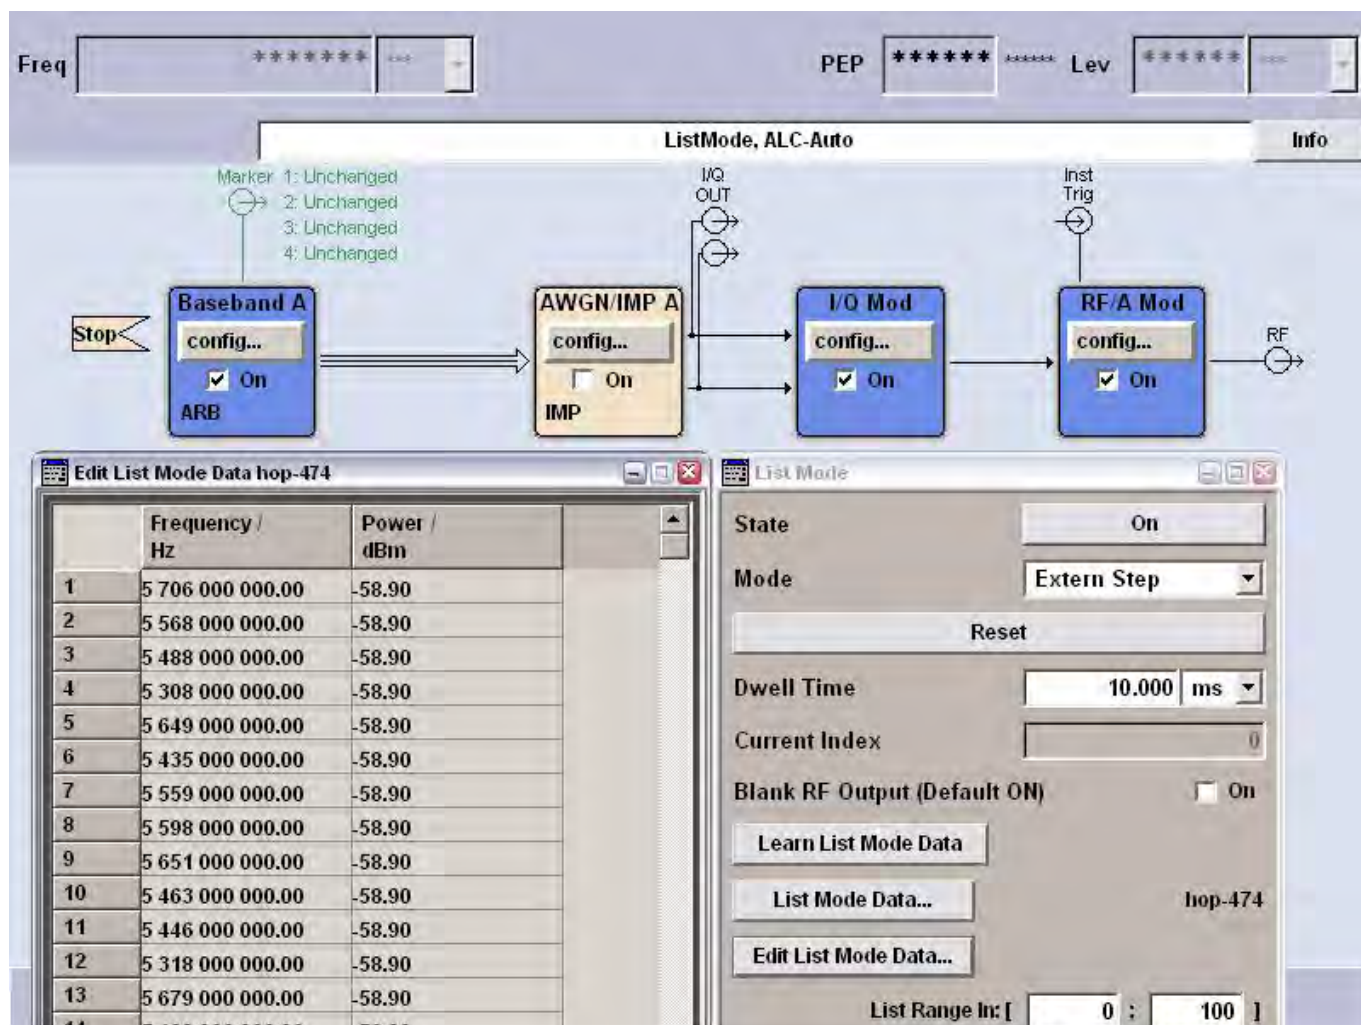 Freq ******* *** PEP ****** ****** Lev ****** ***
ListMode, ALC-Auto Info
Marker 1: Unchanged
2: Unchanged
3: Unchanged
4: Unchanged
I/Q
OUT
Inst
Trig
Stop
Baseband A
config...
On
ARB
AWGN/IMP A
config...
On
IMP
I/Q Mod
config...
On
RF/A Mod
config...
On
RF
Edit List Mode Data hop-474
Frequency / Power /
Hz dBm
1 5 706 000 000.00 -58.90
2 5 568 000 000.00 -58.90
3 5 488 000 000.00 -58.90
4 5 308 000 000.00 -58.90
5 5 649 000 000.00 -58.90
6 5 435 000 000.00 -58.90
7 5 559 000 000.00 -58.90
8 5 598 000 000.00 -58.90
9 5 651 000 000.00 -58.90
10 5 463 000 000.00 -58.90
11 5 446 000 000.00 -58.90
12 5 318 000 000.00 -58.90
13 5 679 000 000.00 -58.90
List Mode
State On
Mode Extern Step
Reset
Dwell Time 10.000 ms
Current Index 0
Blank RF Output (Default ON) On
Learn List Mode Data
List Mode Data... hop-474
Edit List Mode Data...
List Range In: [ 0 : 100 ]